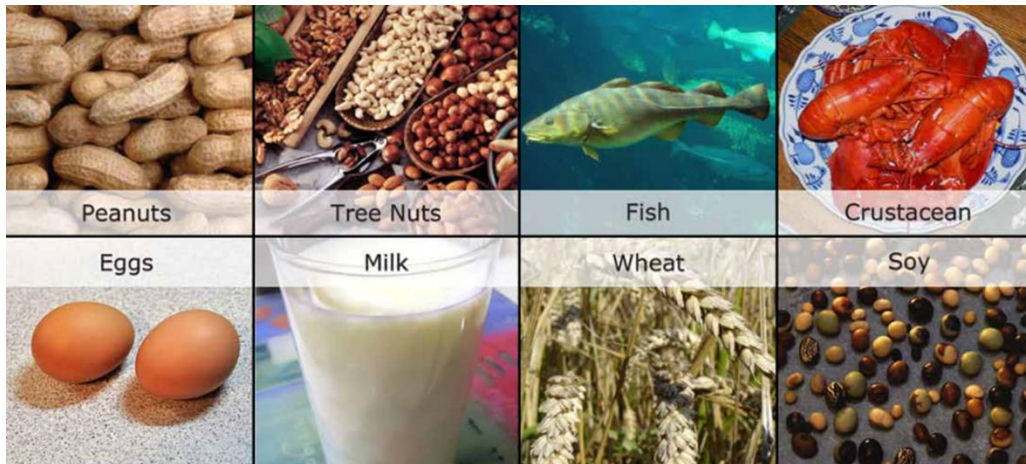 Peanuts
Tree Nuts
Fish
Crustacean
Eggs
Milk
Wheat
Soy